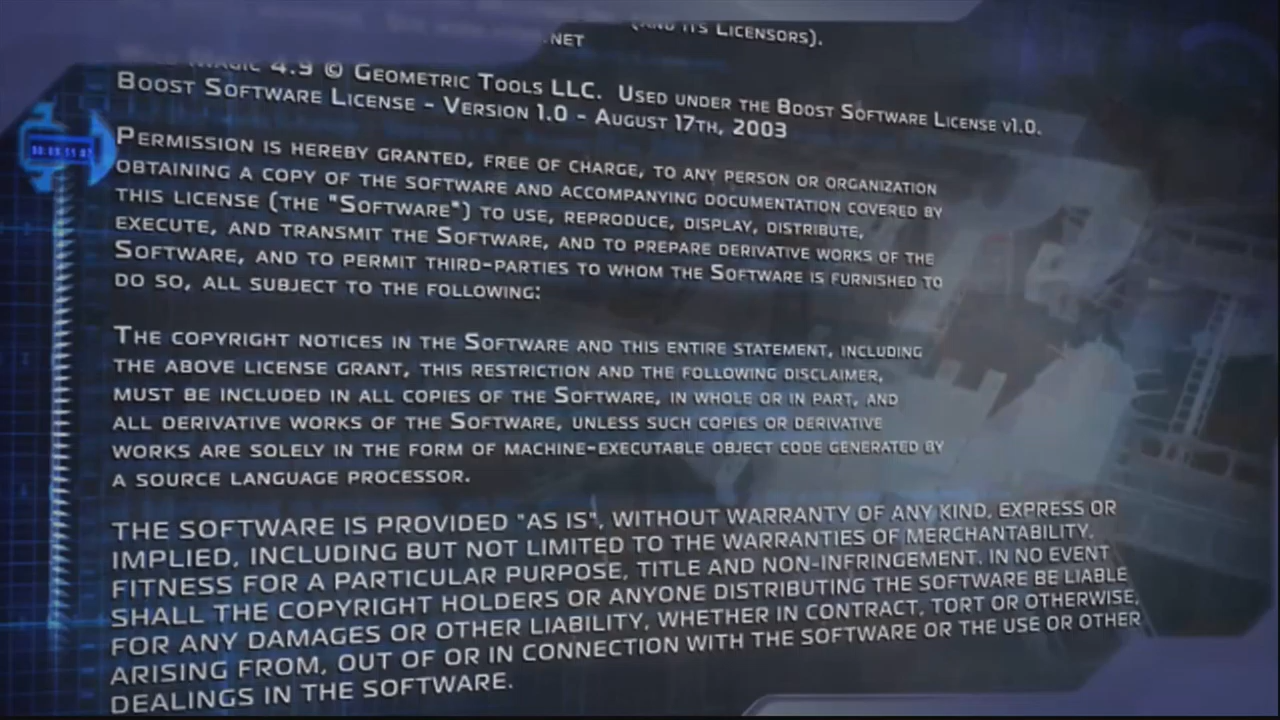 (AND ITS LICENSORS).
.NET
MAGIC 4.9 © GEOMETRIC TOOLS LLC. USED UNDER THE BOOST SOFTWARE LICENSE V1.0.
BOOST SOFTWARE LICENSE - VERSION 1.0 - AUGUST 17TH, 2003
PERMISSION IS HEREBY GRANTED, FREE OF CHARGE, TO ANY PERSON OR ORGANIZATION
OBTAINING A COPY OF THE SOFTWARE AND ACCOMPANYING DOCUMENTATION COVERED BY
THIS LICENSE (THE "SOFTWARE") TO USE, REPRODUCE, DISPLAY, DISTRIBUTE,
EXECUTE, AND TRANSMIT THE SOFTWARE, AND TO PREPARE DERIVATIVE WORKS OF THE
SOFTWARE, AND TO PERMIT THIRD-PARTIES TO WHOM THE SOFTWARE IS FURNISHED TO
DO SO, ALL SUBJECT TO THE FOLLOWING:
THE COPYRIGHT NOTICES IN THE SOFTWARE AND THIS ENTIRE STATEMENT, INCLUDING
THE ABOVE LICENSE GRANT, THIS RESTRICTION AND THE FOLLOWING DISCLAIMER,
MUST BE INCLUDED IN ALL COPIES OF THE SOFTWARE, IN WHOLE OR IN PART, AND
ALL DERIVATIVE WORKS OF THE SOFTWARE, UNLESS SUCH COPIES OR DERIVATIVE
WORKS ARE SOLELY IN THE FORM OF MACHINE-EXECUTABLE OBJECT CODE GENERATED BY
A SOURCE LANGUAGE PROCESSOR.
THE SOFTWARE IS PROVIDED "AS IS", WITHOUT WARRANTY OF ANY KIND, EXPRESS OR
IMPLIED, INCLUDING BUT NOT LIMITED TO THE WARRANTIES OF MERCHANTABILITY,
FITNESS FOR A PARTICULAR PURPOSE, TITLE AND NON-INFRINGEMENT. IN NO EVENT
SHALL THE COPYRIGHT HOLDERS OR ANYONE DISTRIBUTING THE SOFTWARE BE LIABLE
FOR ANY DAMAGES OR OTHER LIABILITY, WHETHER IN CONTRACT, TORT OR OTHERWISE,
ARISING FROM, OUT OF OR IN CONNECTION WITH THE SOFTWARE OR THE USE OR OTHER
DEALINGS IN THE SOFTWARE.